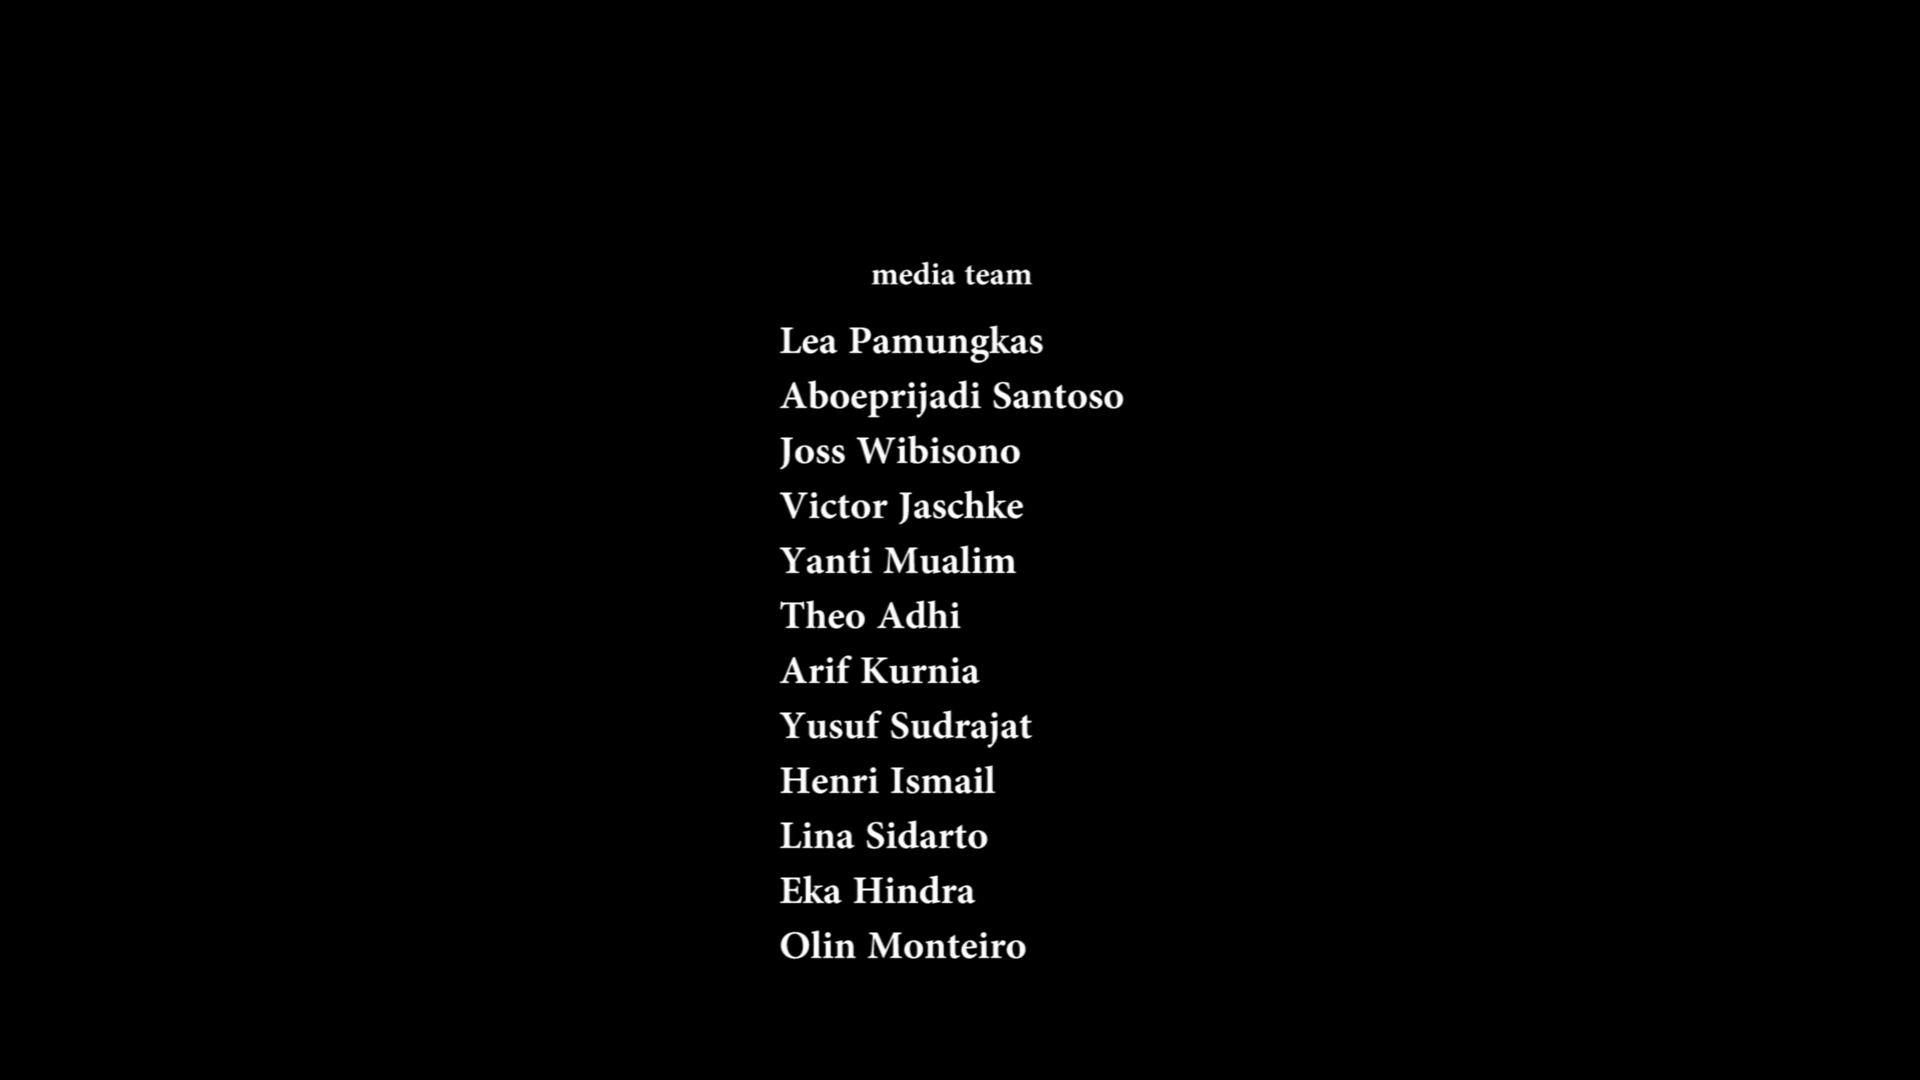 media team
Lea Pamungkas
Aboeprijadi Santoso
Joss Wibisono
Victor Jaschke
Yanti Mualim
Theo Adhi
Arif Kurnia
Yusuf Sudrajat
Henri Ismail
Lina Sidarto
Eka Hindra
Olin Monteiro